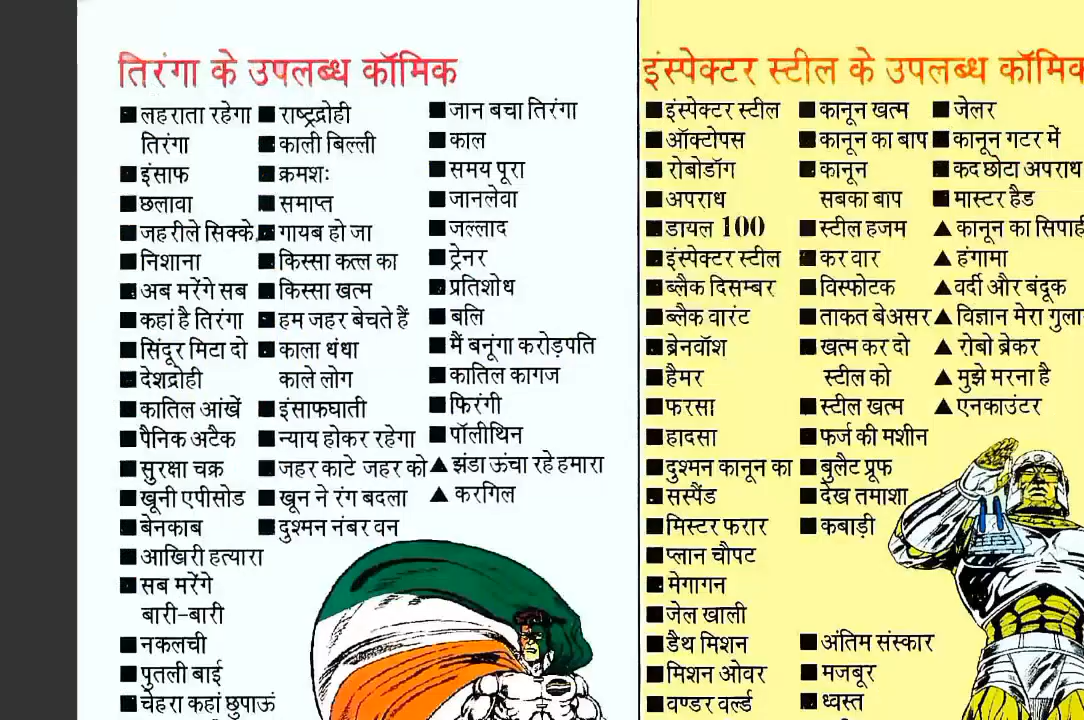 तिरंगा के उपलब्ध कॉमिक
■ लहराता रहेगा
तिरंगा
■ इंसाफ
■ छलावा
■ जहरीले सिक्के
■ निशाना
■ अब मरेंगे सब
■ कहां है तिरंगा
■ सिंदूर मिटा दो
■ देशद्रोही
■ कातिल आंखें
■ पैनिक अटैक
■ सुरक्षा चक्र
■ खूनी एपीसोड
■ बेनकाब
■ आखिरी हत्यारा
■ सब मरेंगे
बारी-बारी
■ नकलची
■ पुतली बाई
■ चेहरा कहां छुपाऊं
■ राष्ट्रद्रोही
■ काली बिल्ली
■ क्रमशः
■ समाप्त
■ गायब हो जा
■ किस्सा कत्ल का
■ किस्सा खत्म
■ हम जहर बेचते हैं
■ काला धंधा
काले लोग
■ इंसाफघाती
■ न्याय होकर रहेगा
■ जहर काटे जहर को
■ खून ने रंग बदला
■ दुश्मन नंबर वन
■ जान बचा तिरंगा
■ काल
■ समय पूरा
■ जानलेवा
■ जल्लाद
■ ट्रेनर
■ प्रतिशोध
■ बलि
■ मैं बनूंगा करोड़पति
■ कातिल कागज
■ फिरंगी
■ पॉलीथिन
▲ झंडा ऊंचा रहे हमारा
▲ करगिल
इंस्पेक्टर स्टील के उपलब्ध कॉमिक
■ इंस्पेक्टर स्टील
■ ऑक्टोपस
■ रोबोडॉग
■ अपराध
■ डायल 100
■ इंस्पेक्टर स्टील
■ ब्लैक दिसम्बर
■ ब्लैक वारंट
■ ब्रेनवॉश
■ हैमर
■ फरसा
■ हादसा
■ दुश्मन कानून का
■ सस्पैंड
■ मिस्टर फरार
■ प्लान चौपट
■ मेगागन
■ जेल खाली
■ डैथ मिशन
■ मिशन ओवर
■ वण्डर वर्ल्ड
■ कानून खत्म
■ कानून का बाप
■ कानून
सबका बाप
■ स्टील हजम
■ कर वार
■ विस्फोटक
■ ताकत बेअसर
■ खत्म कर दो
स्टील को
■ स्टील खत्म
■ फर्ज की मशीन
■ बुलैट प्रूफ
■ देख तमाशा
■ कबाड़ी
■ अंतिम संस्कार
■ मजबूर
■ ध्वस्त
■ जेलर
■ कानून गटर में
■ कद छोटा अपराध
■ मास्टर हैड
▲ कानून का सिपाही
▲ हंगामा
▲ वर्दी और बंदूक
▲ विज्ञान मेरा
▲ रोबो ब्रेकर
▲ मुझे मरना है
▲ एनकाउंटर